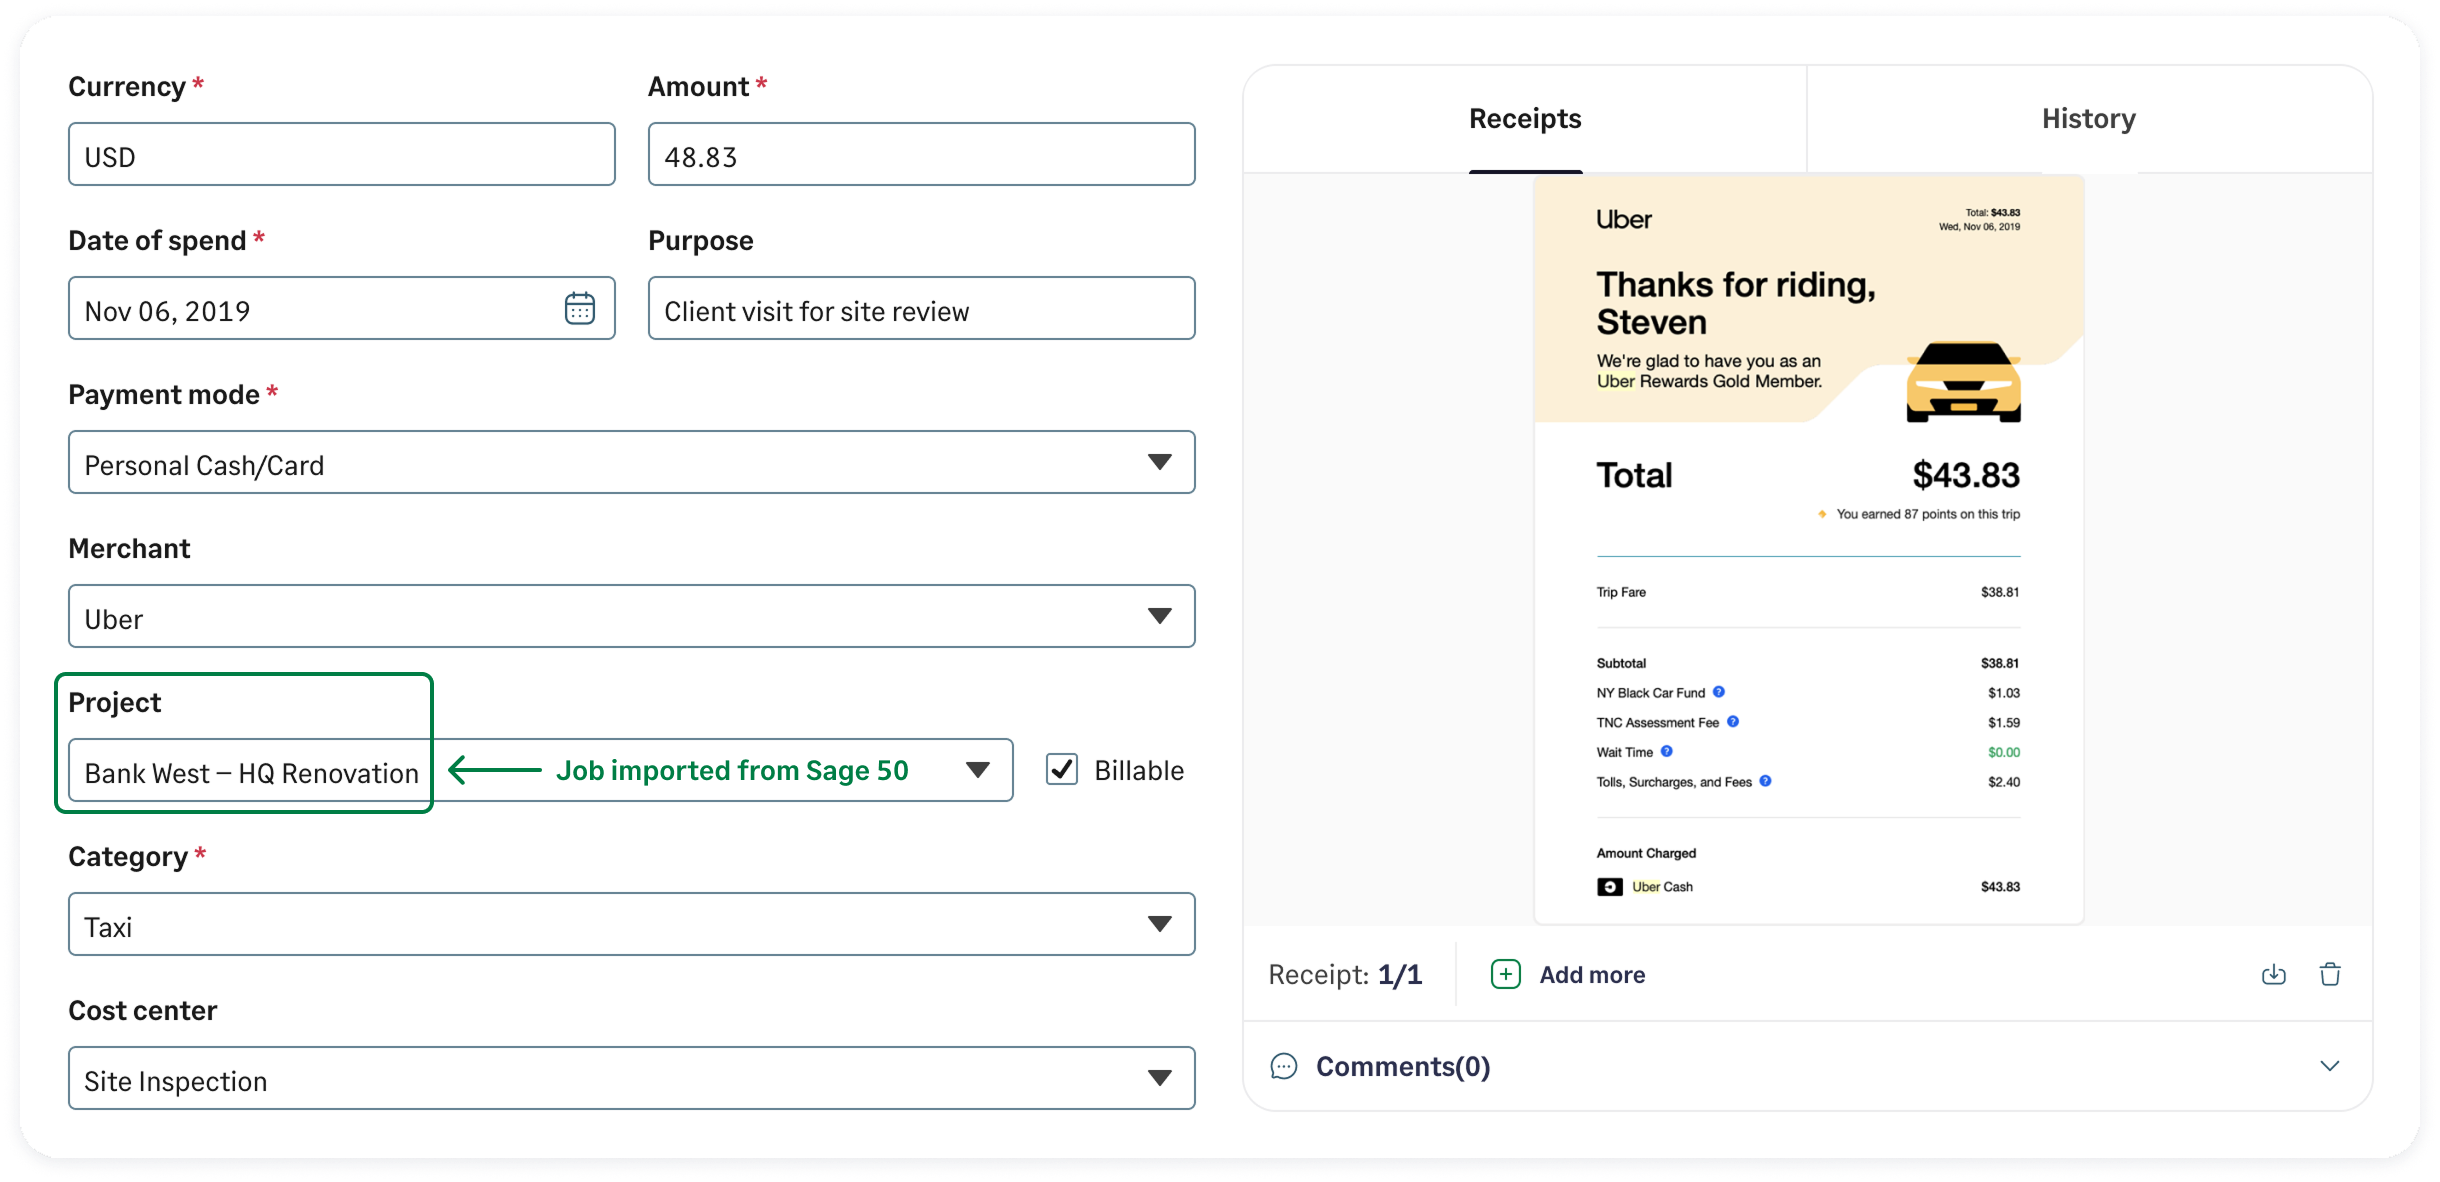 Currency *
USD
Amount *
48.83
Date of spend *
Nov 06, 2019
Purpose
Client visit for site review
Payment mode *
Personal Cash/Card
Merchant
Uber
Project
Bank West – HQ Renovation
Job imported from Sage 50
Billable
Category *
Taxi
Cost center
Site Inspection
Receipts
History
Uber
Total: $43.83
Wed, Nov 06, 2019
Thanks for riding,
Steven
We're glad to have you as an
Uber Rewards Gold Member.
Total $43.83
You earned 87 points on this trip
Trip Fare $38.81
Subtotal $38.81
NY Black Car Fund ? $1.03
TNC Assessment Fee ? $1.59
Wait Time ? $0.00
Tolls, Surcharges, and Fees ? $2.40
Amount Charged
Uber Cash $43.83
Receipt: 1/1
Add more
Comments(0)